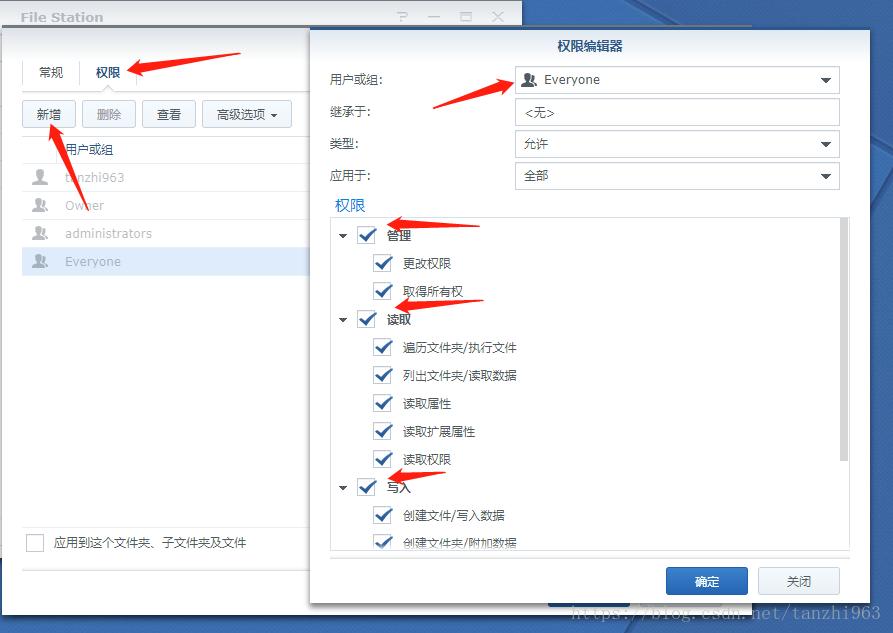 File Station
常规 权限
新增 删除 查看 高级选项
用户或组
tanzhi963
Owner
administrators
Everyone
应用到这个文件夹、子文件夹及文件
权限编辑器
用户或组: Everyone
继承于: <无>
类型: 允许
应用于: 全部
权限
管理
更改权限
取得所有权
读取
遍历文件夹/执行文件
列出文件夹/读取数据
读取属性
读取扩展属性
读取权限
写入
创建文件/写入数据
创建文件夹/附加数据
确定 关闭
https://blog.csdn.net/tanzhi963